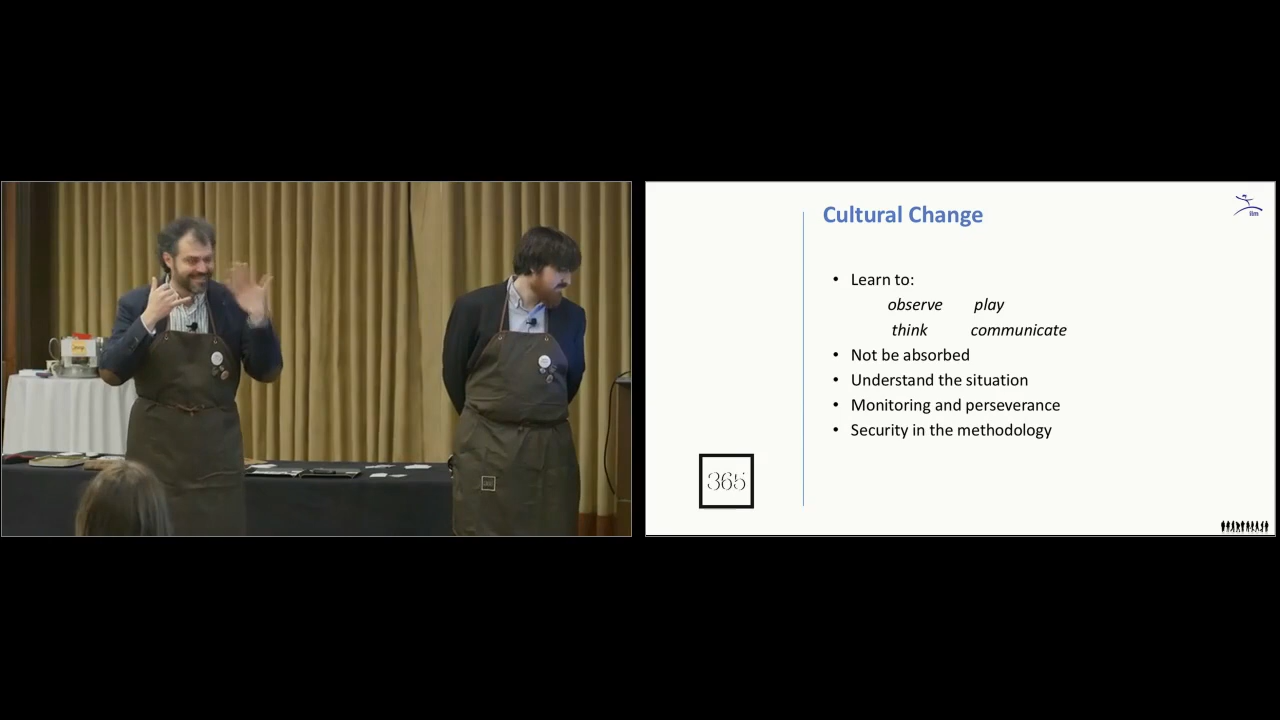 Cultural Change
iim
• Learn to:
observe play
think communicate
• Not be absorbed
• Understand the situation
• Monitoring and perseverance
• Security in the methodology
365